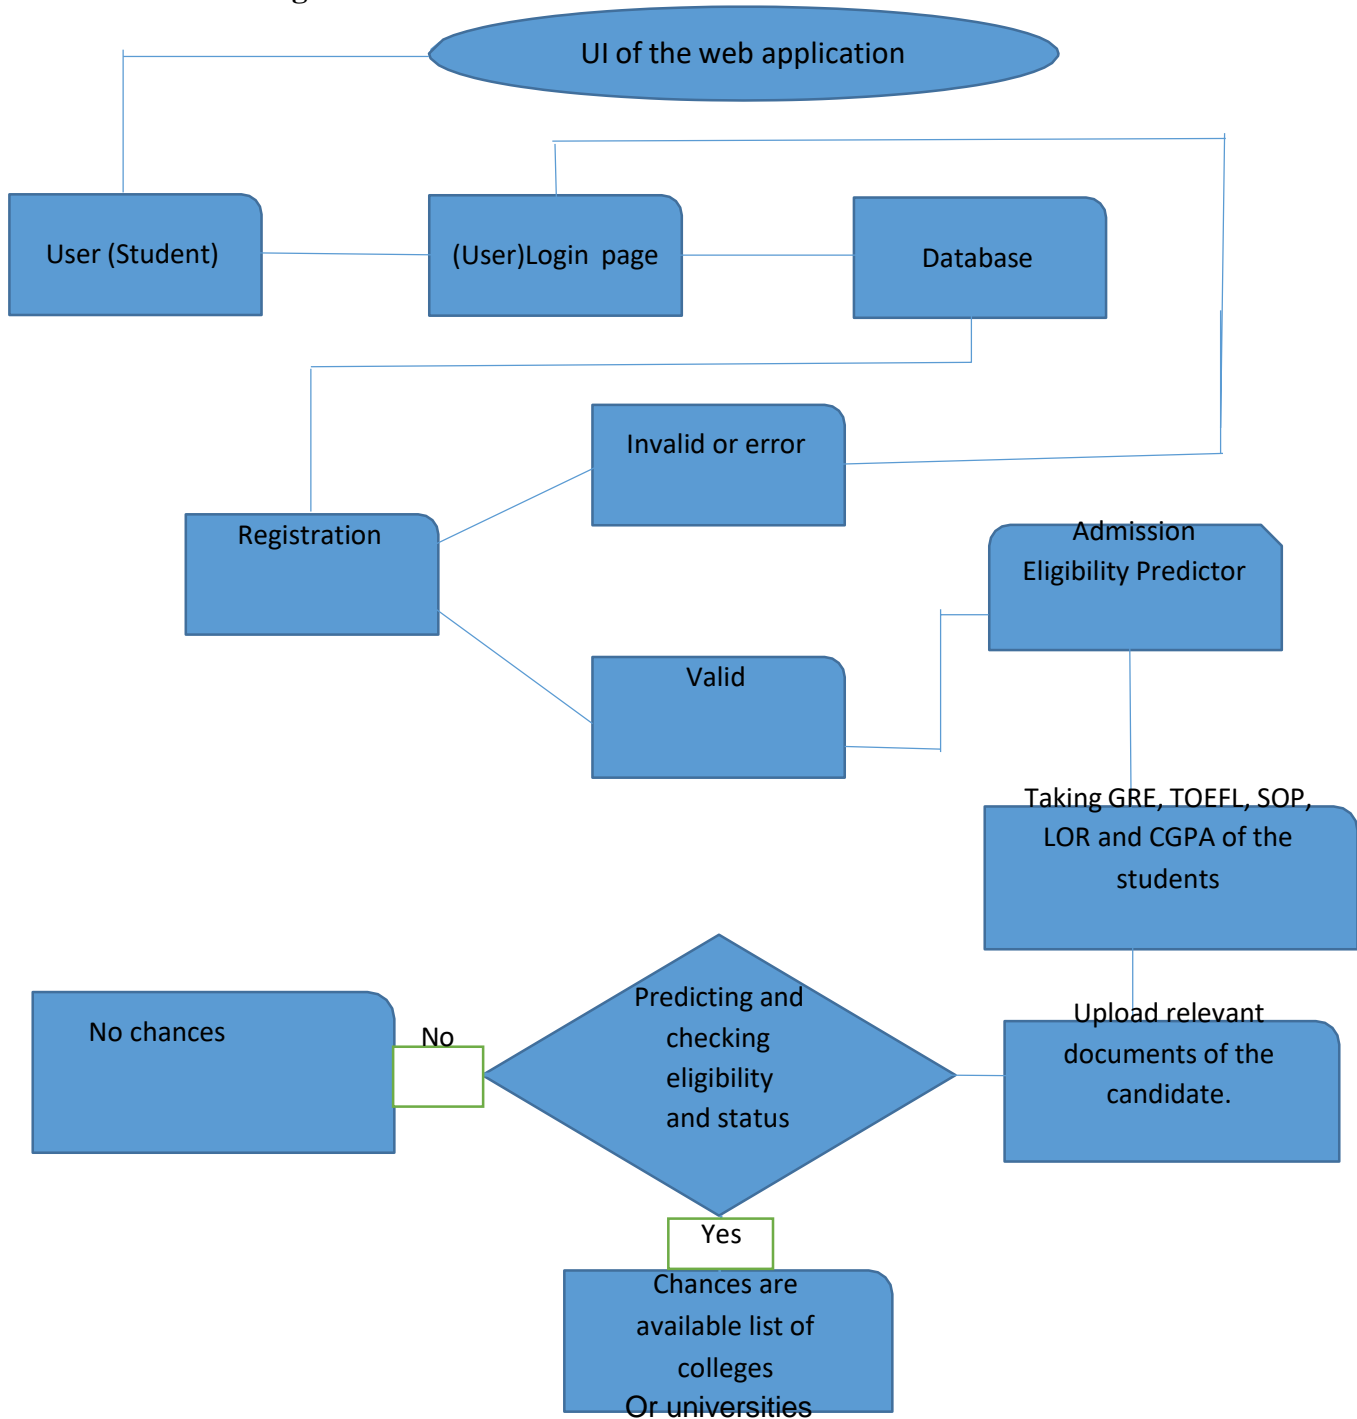 UI of the web application
User (Student)
(User)Login page
Database
Invalid or error
Registration
Admission
Eligibility Predictor
Valid
Taking GRE, TOEFL, SOP,
LOR and CGPA of the
students
Predicting and
checking
eligibility
and status
No chances
No
Upload relevant
documents of the
candidate.
Yes
Chances are
available list of
colleges
Or universities